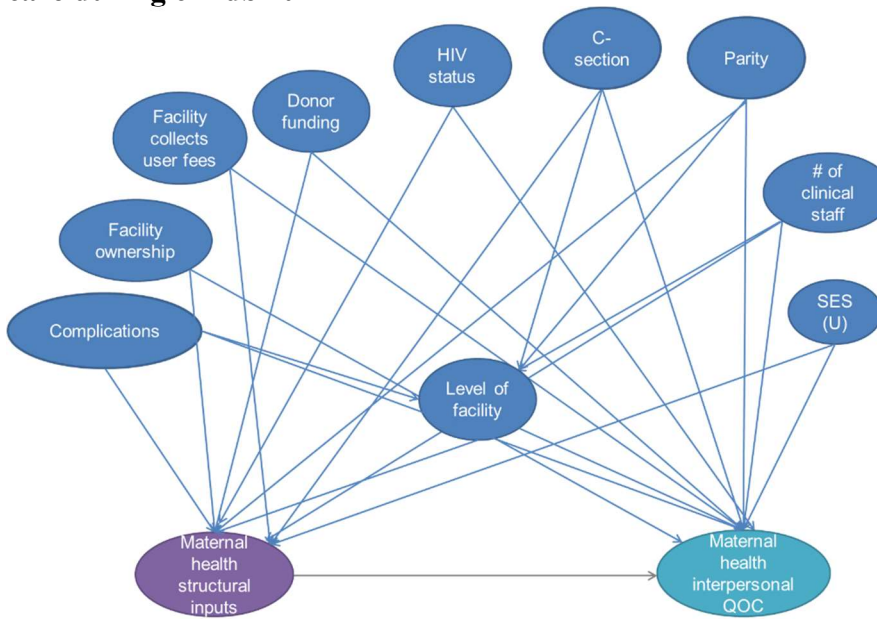 HIV
status
C-
section
Parity
Donor
funding
Facility
collects
user fees
# of
clinical
staff
Facility
ownership
SES
(U)
Complications
Level of
facility
Maternal
health
structural
inputs
Maternal
health
interpersonal
QOC